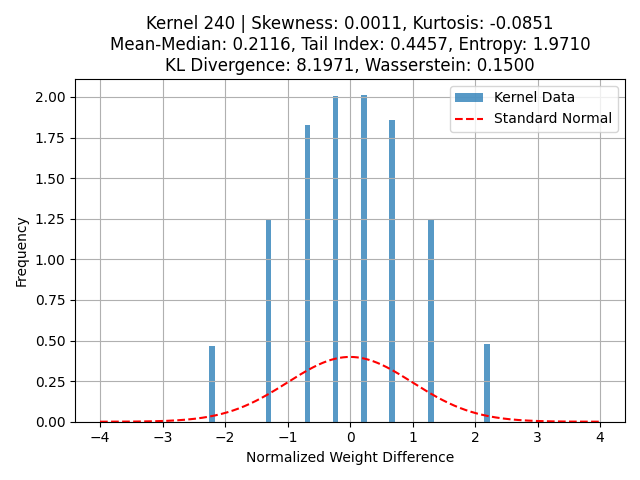 Kernel 240 | Skewness: 0.0011, Kurtosis: -0.0851
Mean-Median: 0.2116, Tail Index: 0.4457, Entropy: 1.9710
KL Divergence: 8.1971, Wasserstein: 0.1500
Kernel Data
Standard Normal
Frequency
2.00
1.75
1.50
1.25
1.00
0.75
0.50
0.25
0.00
−4 −3 −2 −1 0 1 2 3 4
Normalized Weight Difference